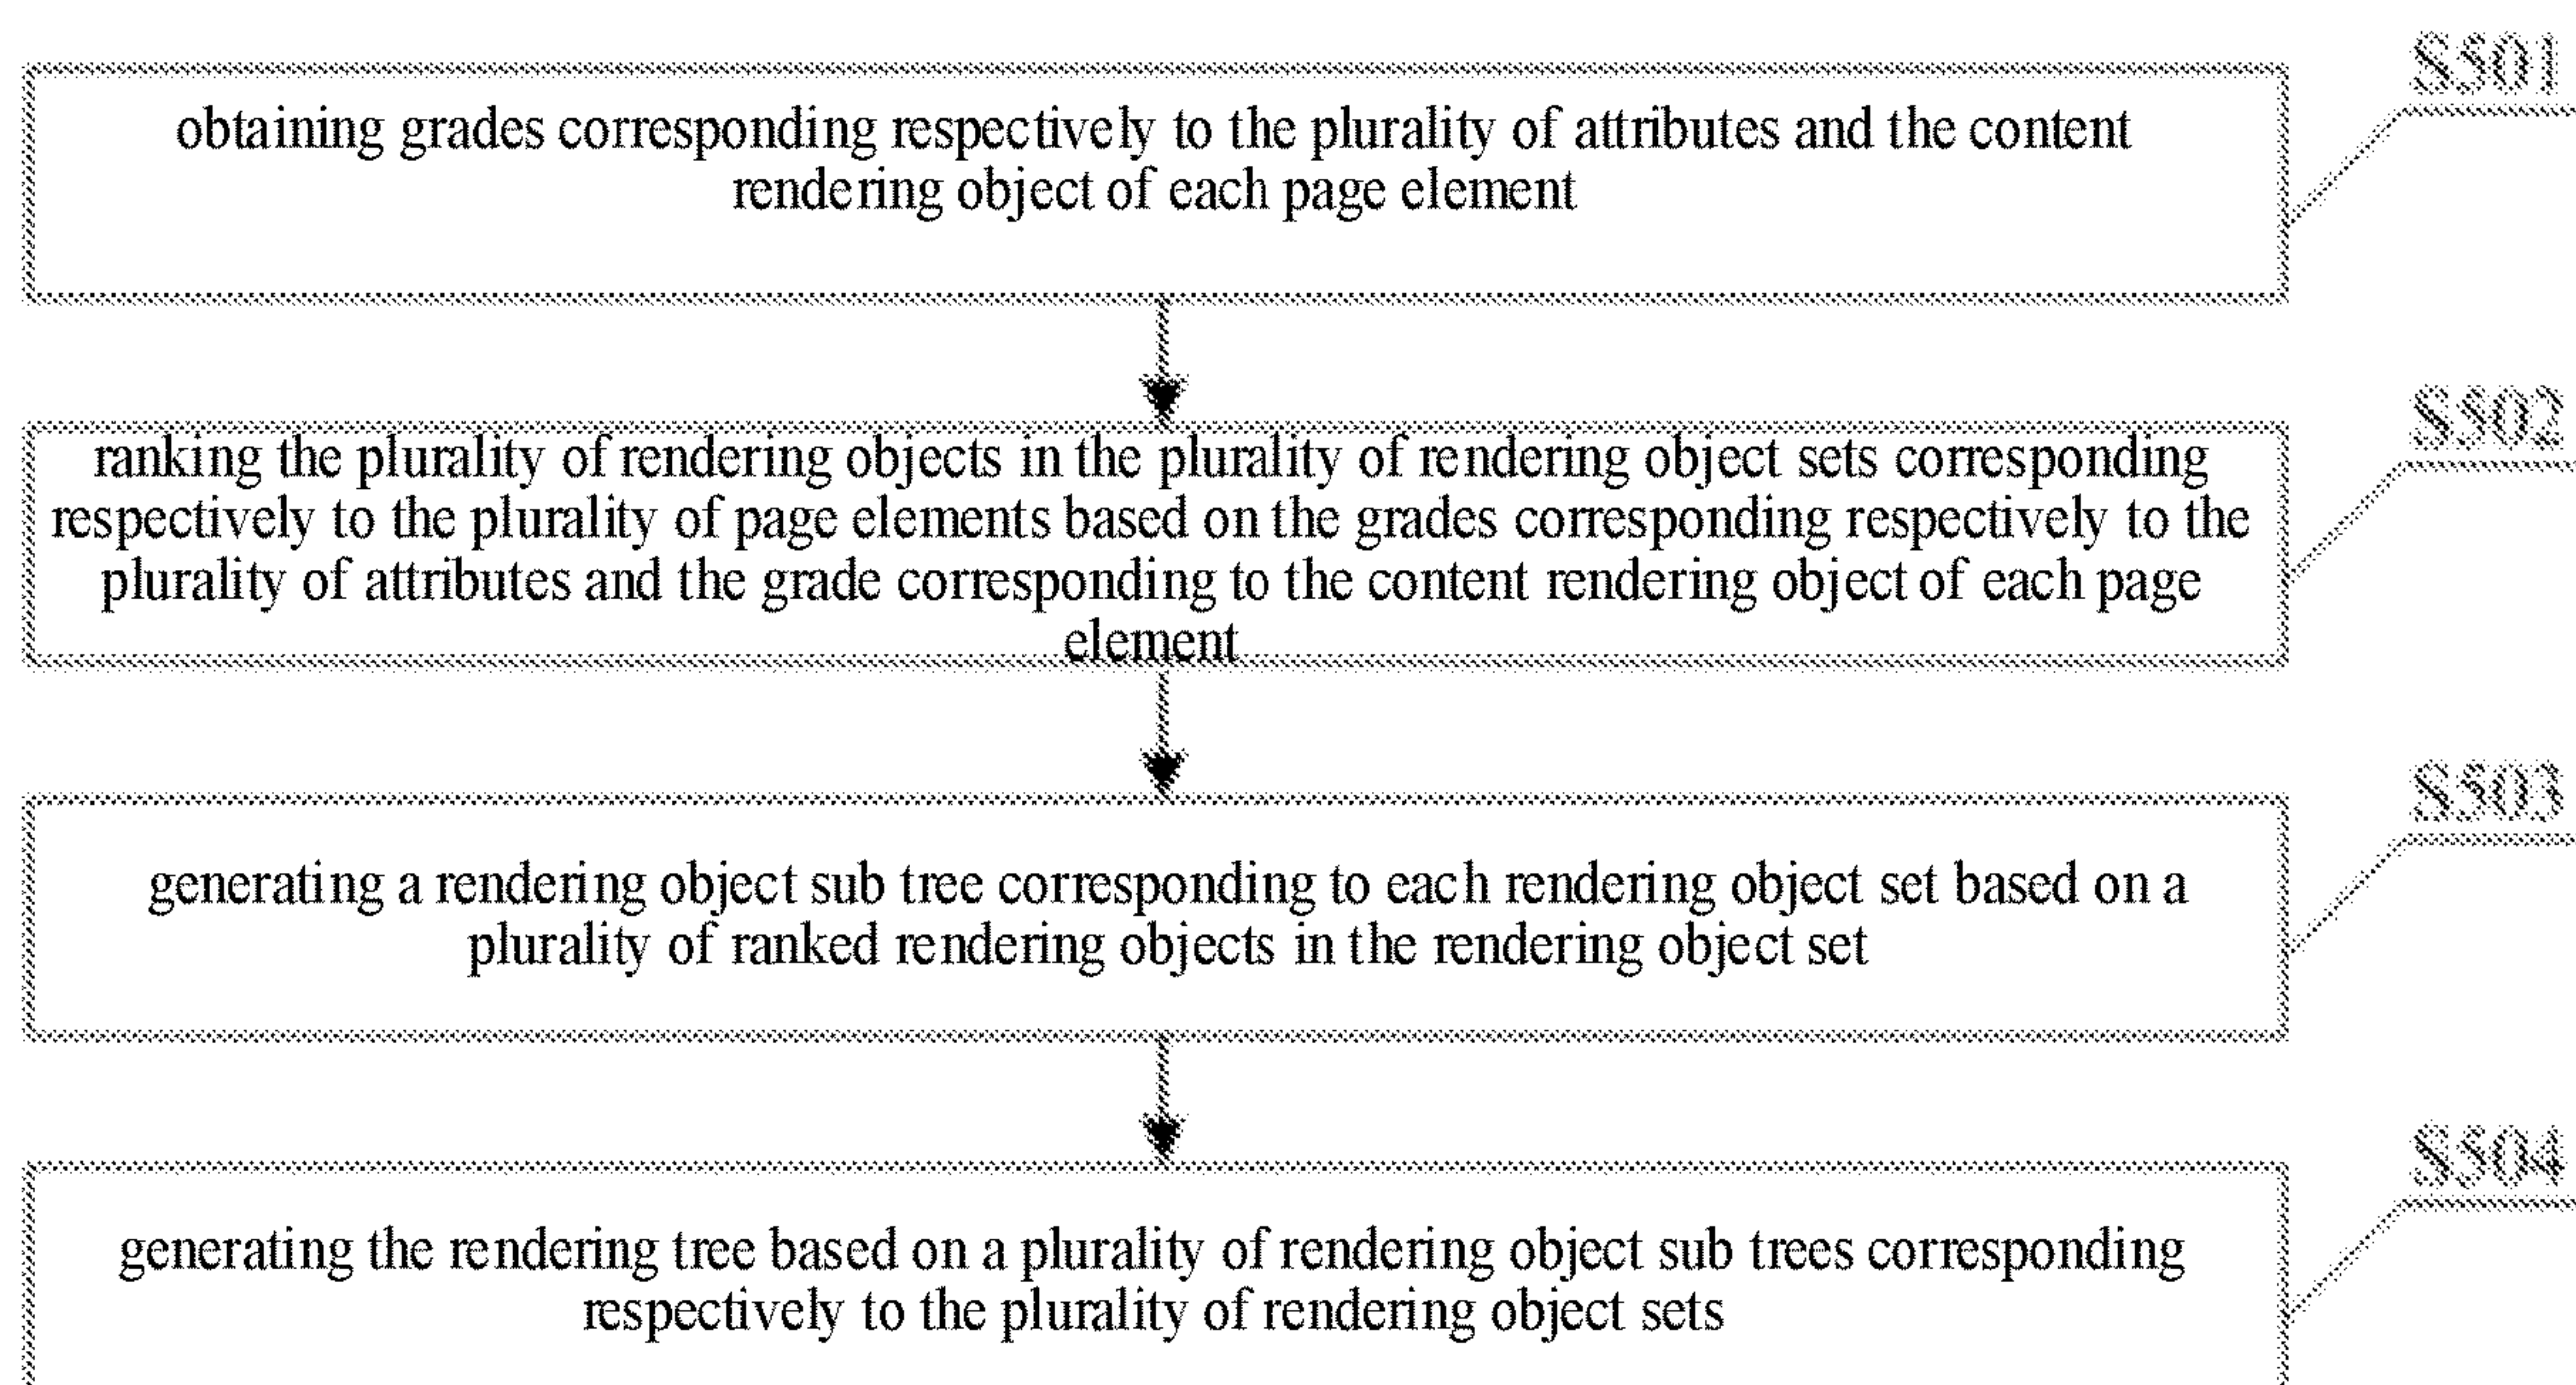 S501
obtaining grades corresponding respectively to the plurality of attributes and the content
rendering object of each page element
S502
ranking the plurality of rendering objects in the plurality of rendering object sets corresponding
respectively to the plurality of page elements based on the grades corresponding respectively to the
plurality of attributes and the grade corresponding to the content rendering object of each page
element
S503
generating a rendering object sub tree corresponding to each rendering object set based on a
plurality of ranked rendering objects in the rendering object set
S504
generating the rendering tree based on a plurality of rendering object sub trees corresponding
respectively to the plurality of rendering object sets